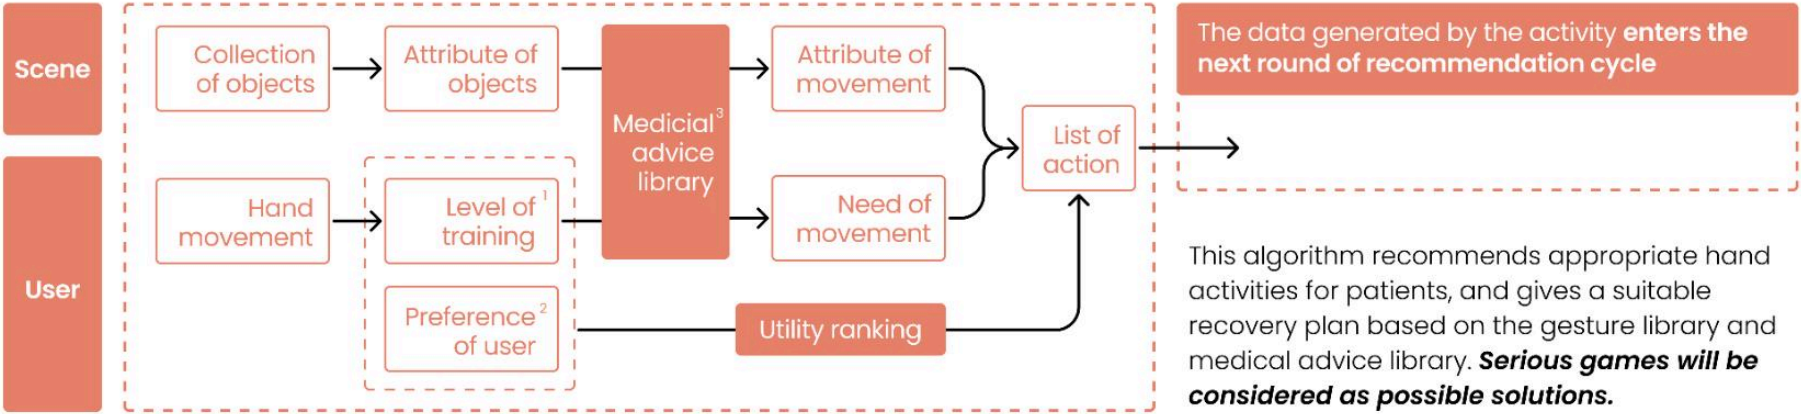 Scene
Collection
of objects
Attribute of
objects
Medicial³
advice
library
Attribute of
movement
List of
action
The data generated by the activity enters the
next round of recommendation cycle
User
Hand
movement
Level of ¹
training
Need of
movement
Preference ²
of user
Utility ranking
This algorithm recommends appropriate hand
activities for patients, and gives a suitable
recovery plan based on the gesture library and
medical advice library. Serious games will be
considered as possible solutions.